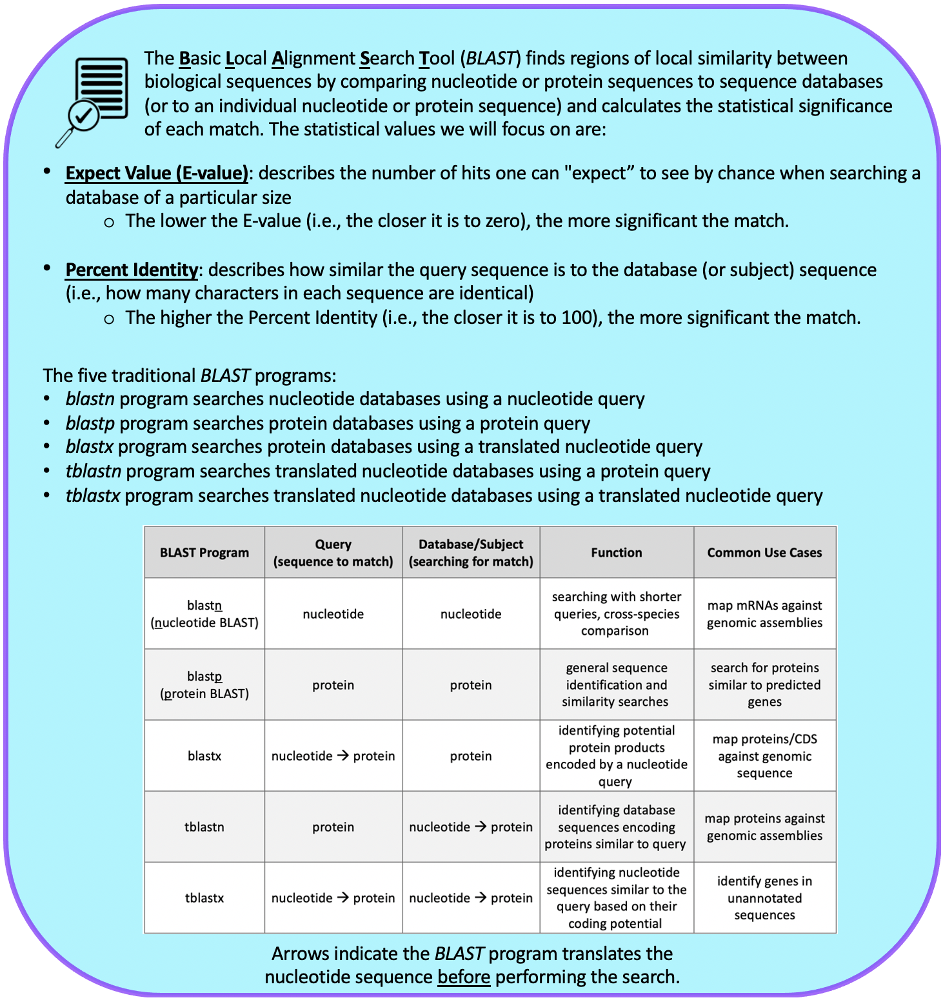 The Basic Local Alignment Search Tool (BLAST) finds regions of local similarity between
biological sequences by comparing nucleotide or protein sequences to sequence databases
(or to an individual nucleotide or protein sequence) and calculates the statistical significance
of each match. The statistical values we will focus on are:
• Expect Value (E-value): describes the number of hits one can "expect” to see by chance when searching a
database of a particular size
o The lower the E-value (i.e., the closer it is to zero), the more significant the match.
• Percent Identity: describes how similar the query sequence is to the database (or subject) sequence
(i.e., how many characters in each sequence are identical)
o The higher the Percent Identity (i.e., the closer it is to 100), the more significant the match.
The five traditional BLAST programs:
• blastn program searches nucleotide databases using a nucleotide query
• blastp program searches protein databases using a protein query
• blastx program searches protein databases using a translated nucleotide query
• tblastn program searches translated nucleotide databases using a protein query
• tblastx program searches translated nucleotide databases using a translated nucleotide query
BLAST Program
Query
(sequence to match)
Database/Subject
(searching for match)
Function
Common Use Cases
blastn
(nucleotide BLAST)
nucleotide
nucleotide
searching with shorter
queries, cross-species
comparison
map mRNAs against
genomic assemblies
blastp
(protein BLAST)
protein
protein
general sequence
identification and
similarity searches
search for proteins
similar to predicted
genes
blastx
nucleotide → protein
protein
identifying potential
protein products
encoded by a nucleotide
query
map proteins/CDS
against genomic
sequence
tblastn
protein
nucleotide → protein
identifying database
sequences encoding
proteins similar to query
map proteins against
genomic assemblies
tblastx
nucleotide → protein
nucleotide → protein
identifying nucleotide
sequences similar to the
query based on their
coding potential
identify genes in
unannotated
sequences
Arrows indicate the BLAST program translates the
nucleotide sequence before performing the search.